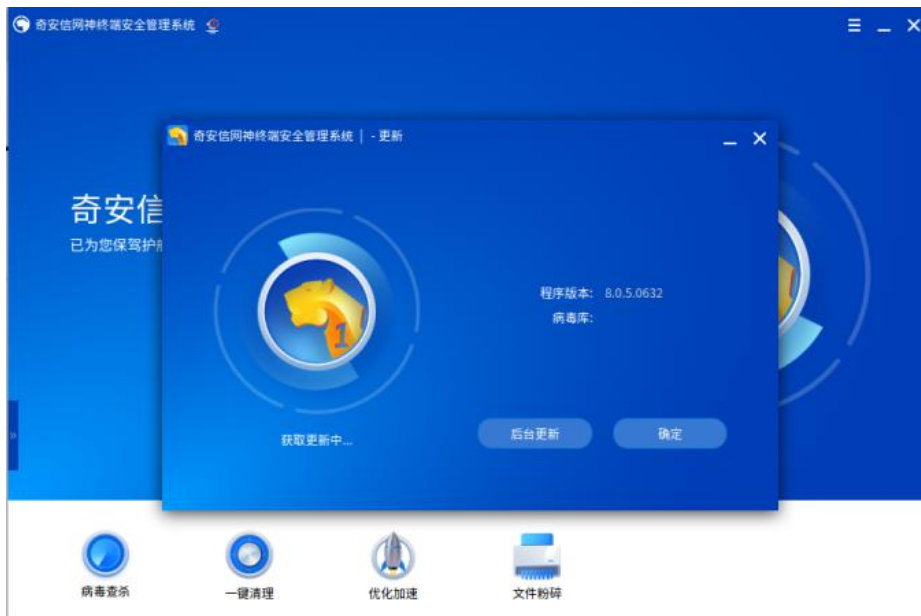 奇安信网神终端安全管理系统
奇安信网神终端安全管理系统 | - 更新
奇安信
已为您保驾护
程序版本: 8.0.5.0632
病毒库:
获取更新中...
后台更新
确定
病毒查杀
一键清理
优化加速
文件粉碎